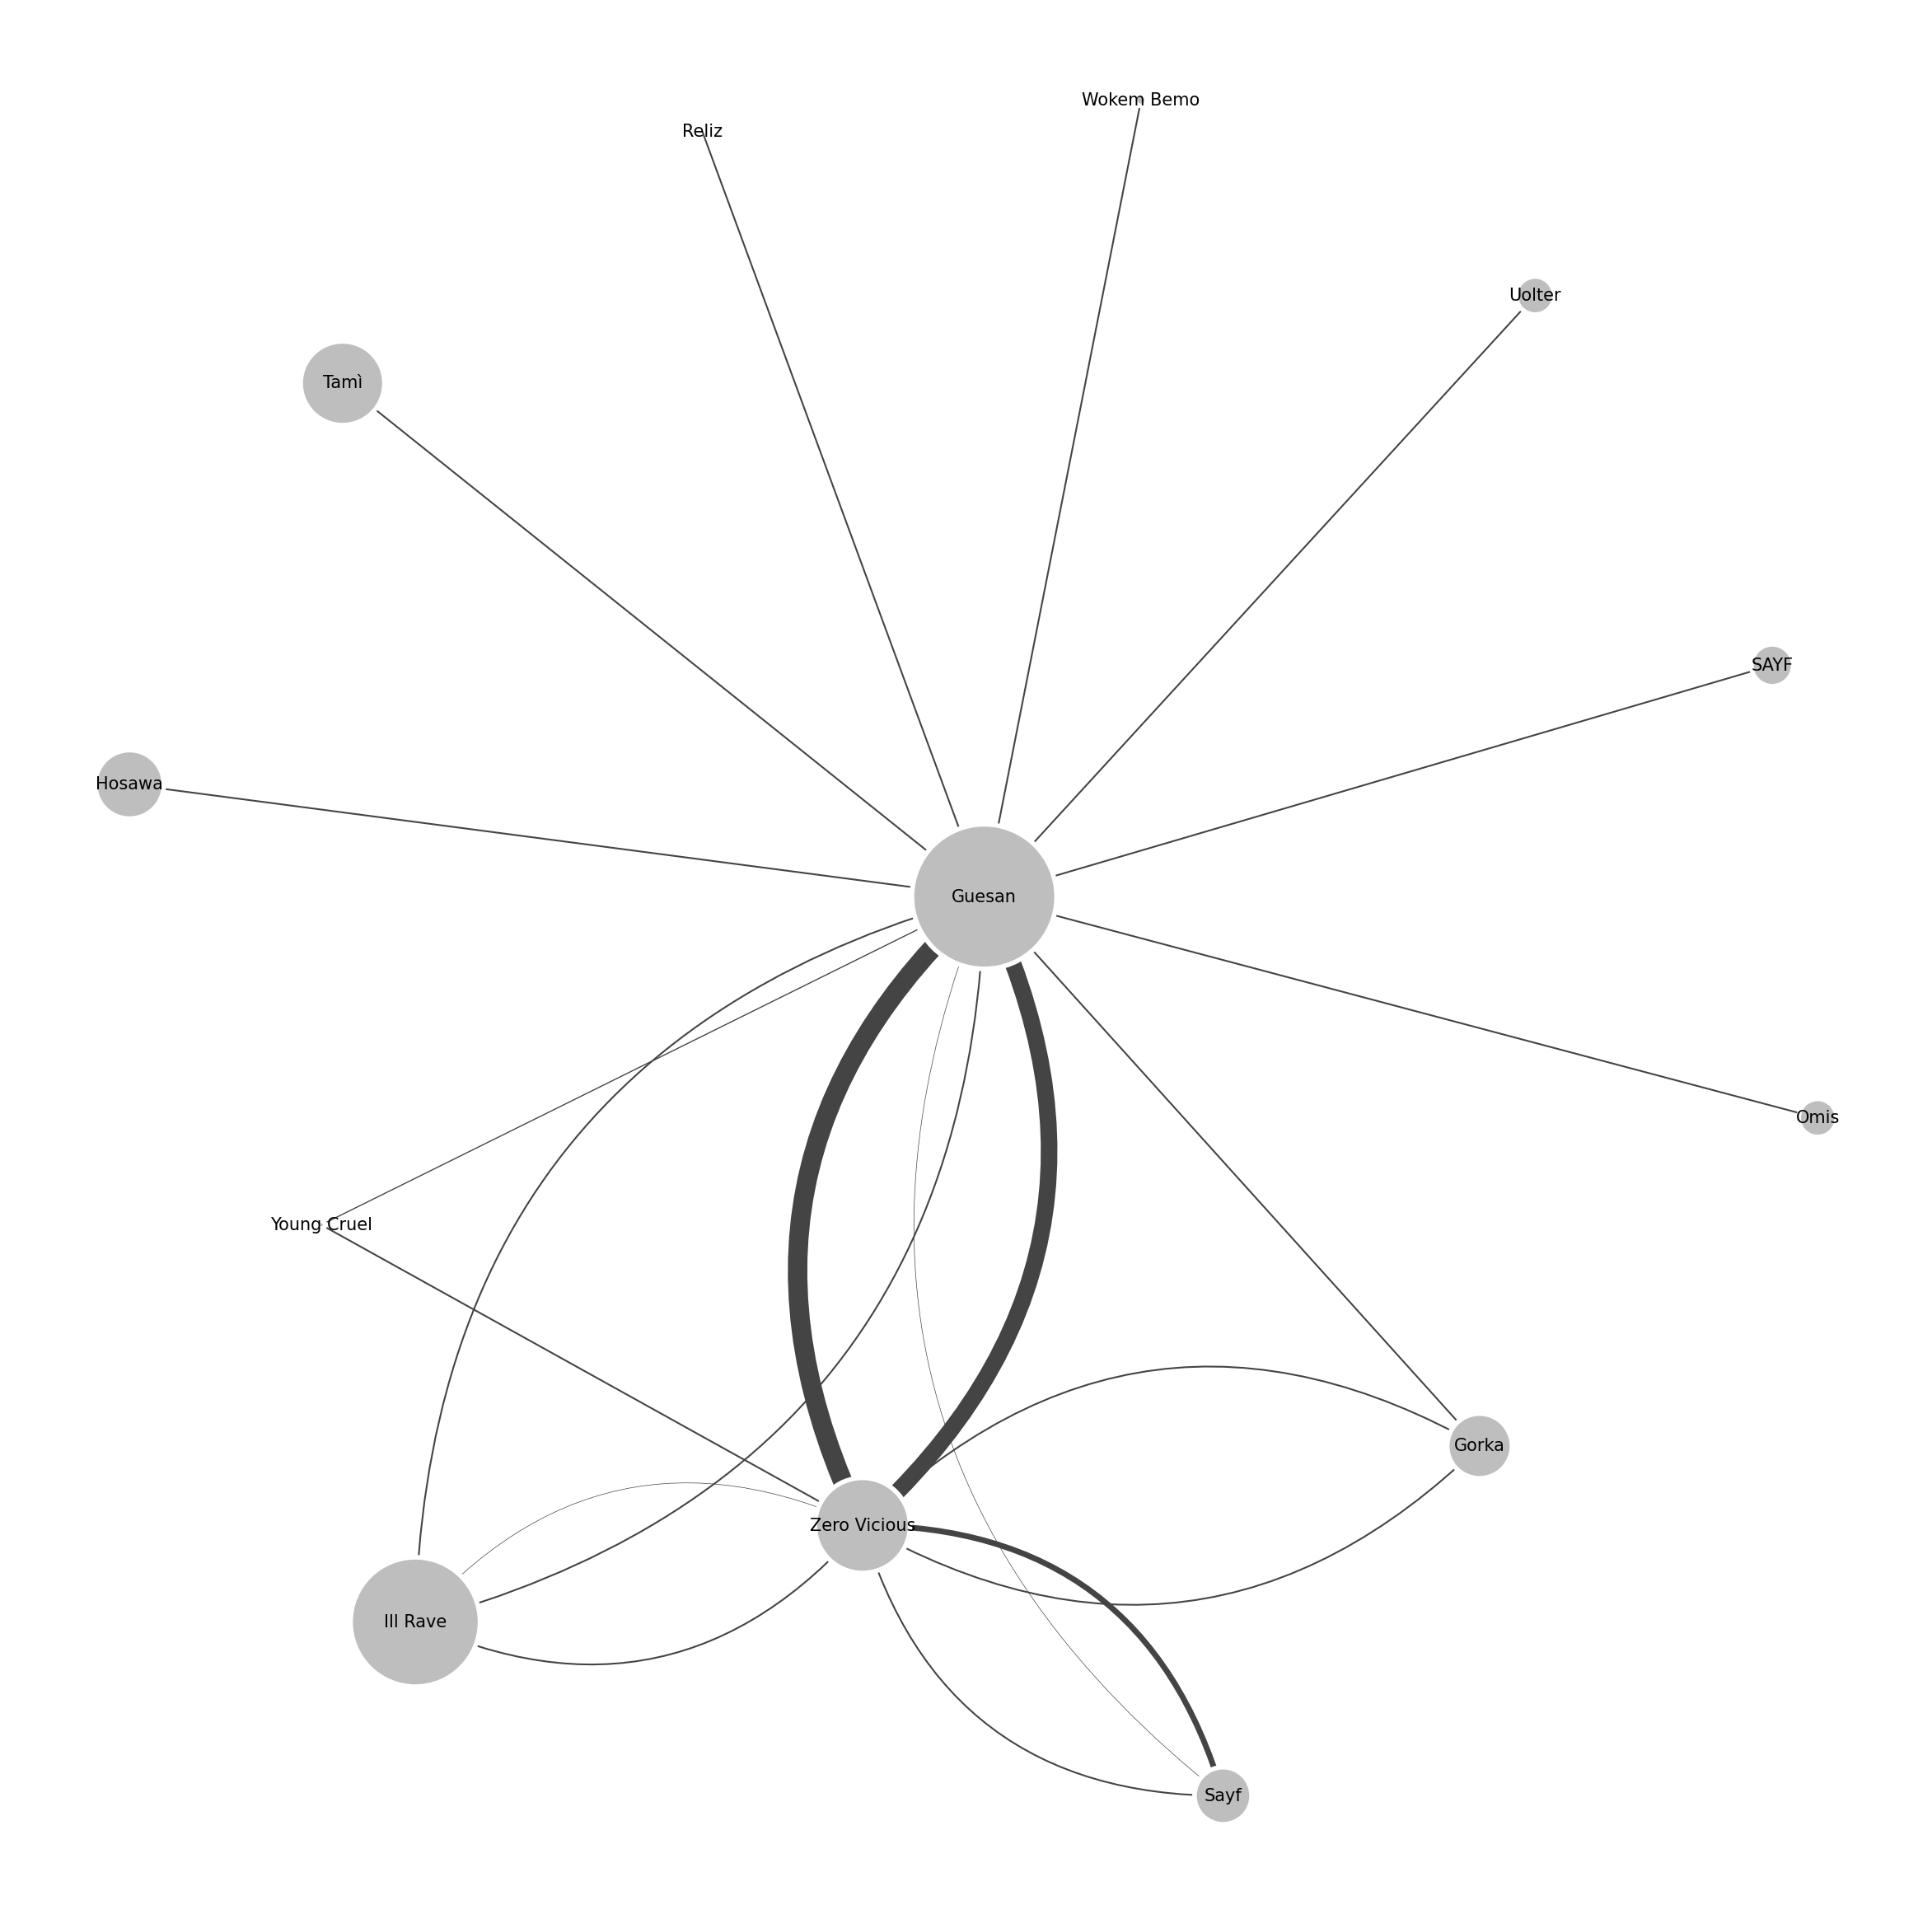 Wokem Bemo
Reliz
Uolter
Tamì
SAYF
Hosawa
Guesan
Omis
Young Cruel
Gorka
Zero Vicious
Ill Rave
Sayf